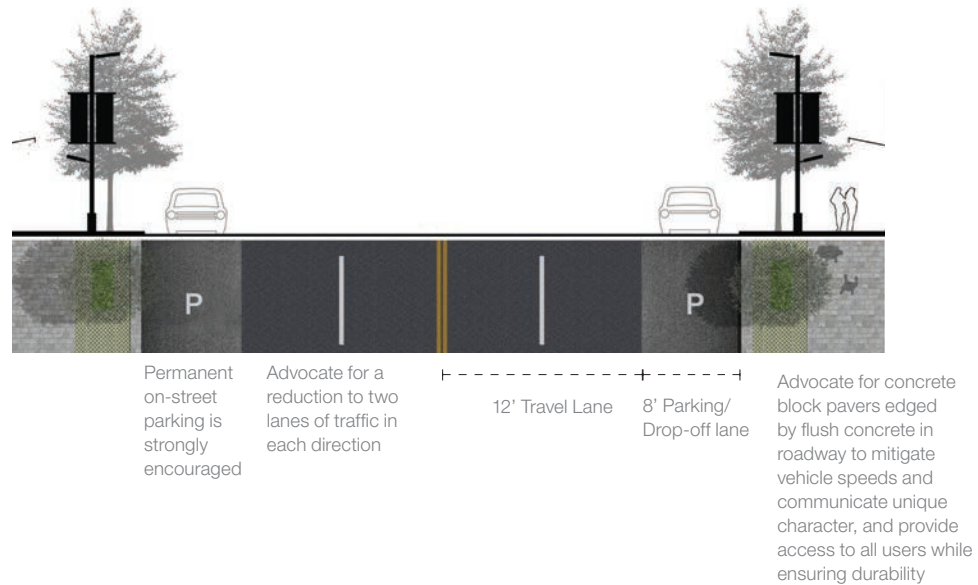 P
P
Permanent
on-street
parking is
strongly
encouraged
Advocate for a
reduction to two
lanes of traffic in
each direction
12’ Travel Lane
8’ Parking/
Drop-off lane
Advocate for concrete
block pavers edged
by flush concrete in
roadway to mitigate
vehicle speeds and
communicate unique
character, and provide
access to all users while
ensuring durability